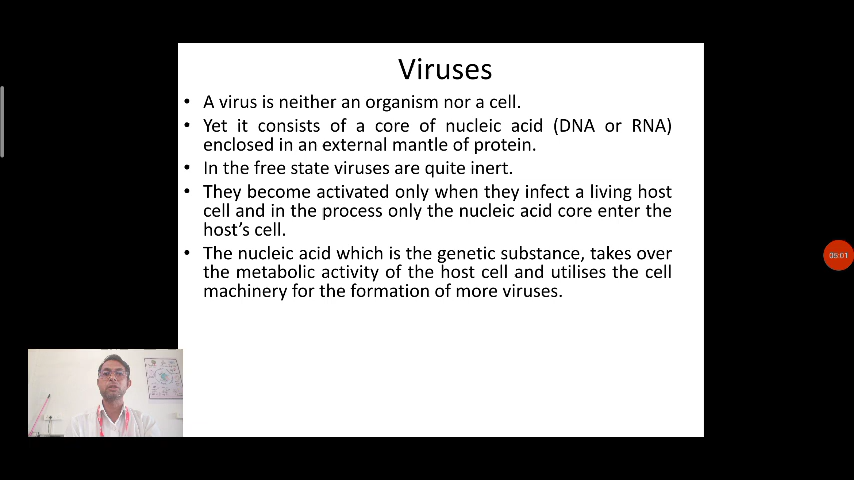 Viruses
• A virus is neither an organism nor a cell.
• Yet it consists of a core of nucleic acid (DNA or RNA)
enclosed in an external mantle of protein.
• In the free state viruses are quite inert.
• They become activated only when they infect a living host
cell and in the process only the nucleic acid core enter the
host's cell.
• The nucleic acid which is the genetic substance, takes over
the metabolic activity of the host cell and utilises the cell
machinery for the formation of more viruses.
05:01